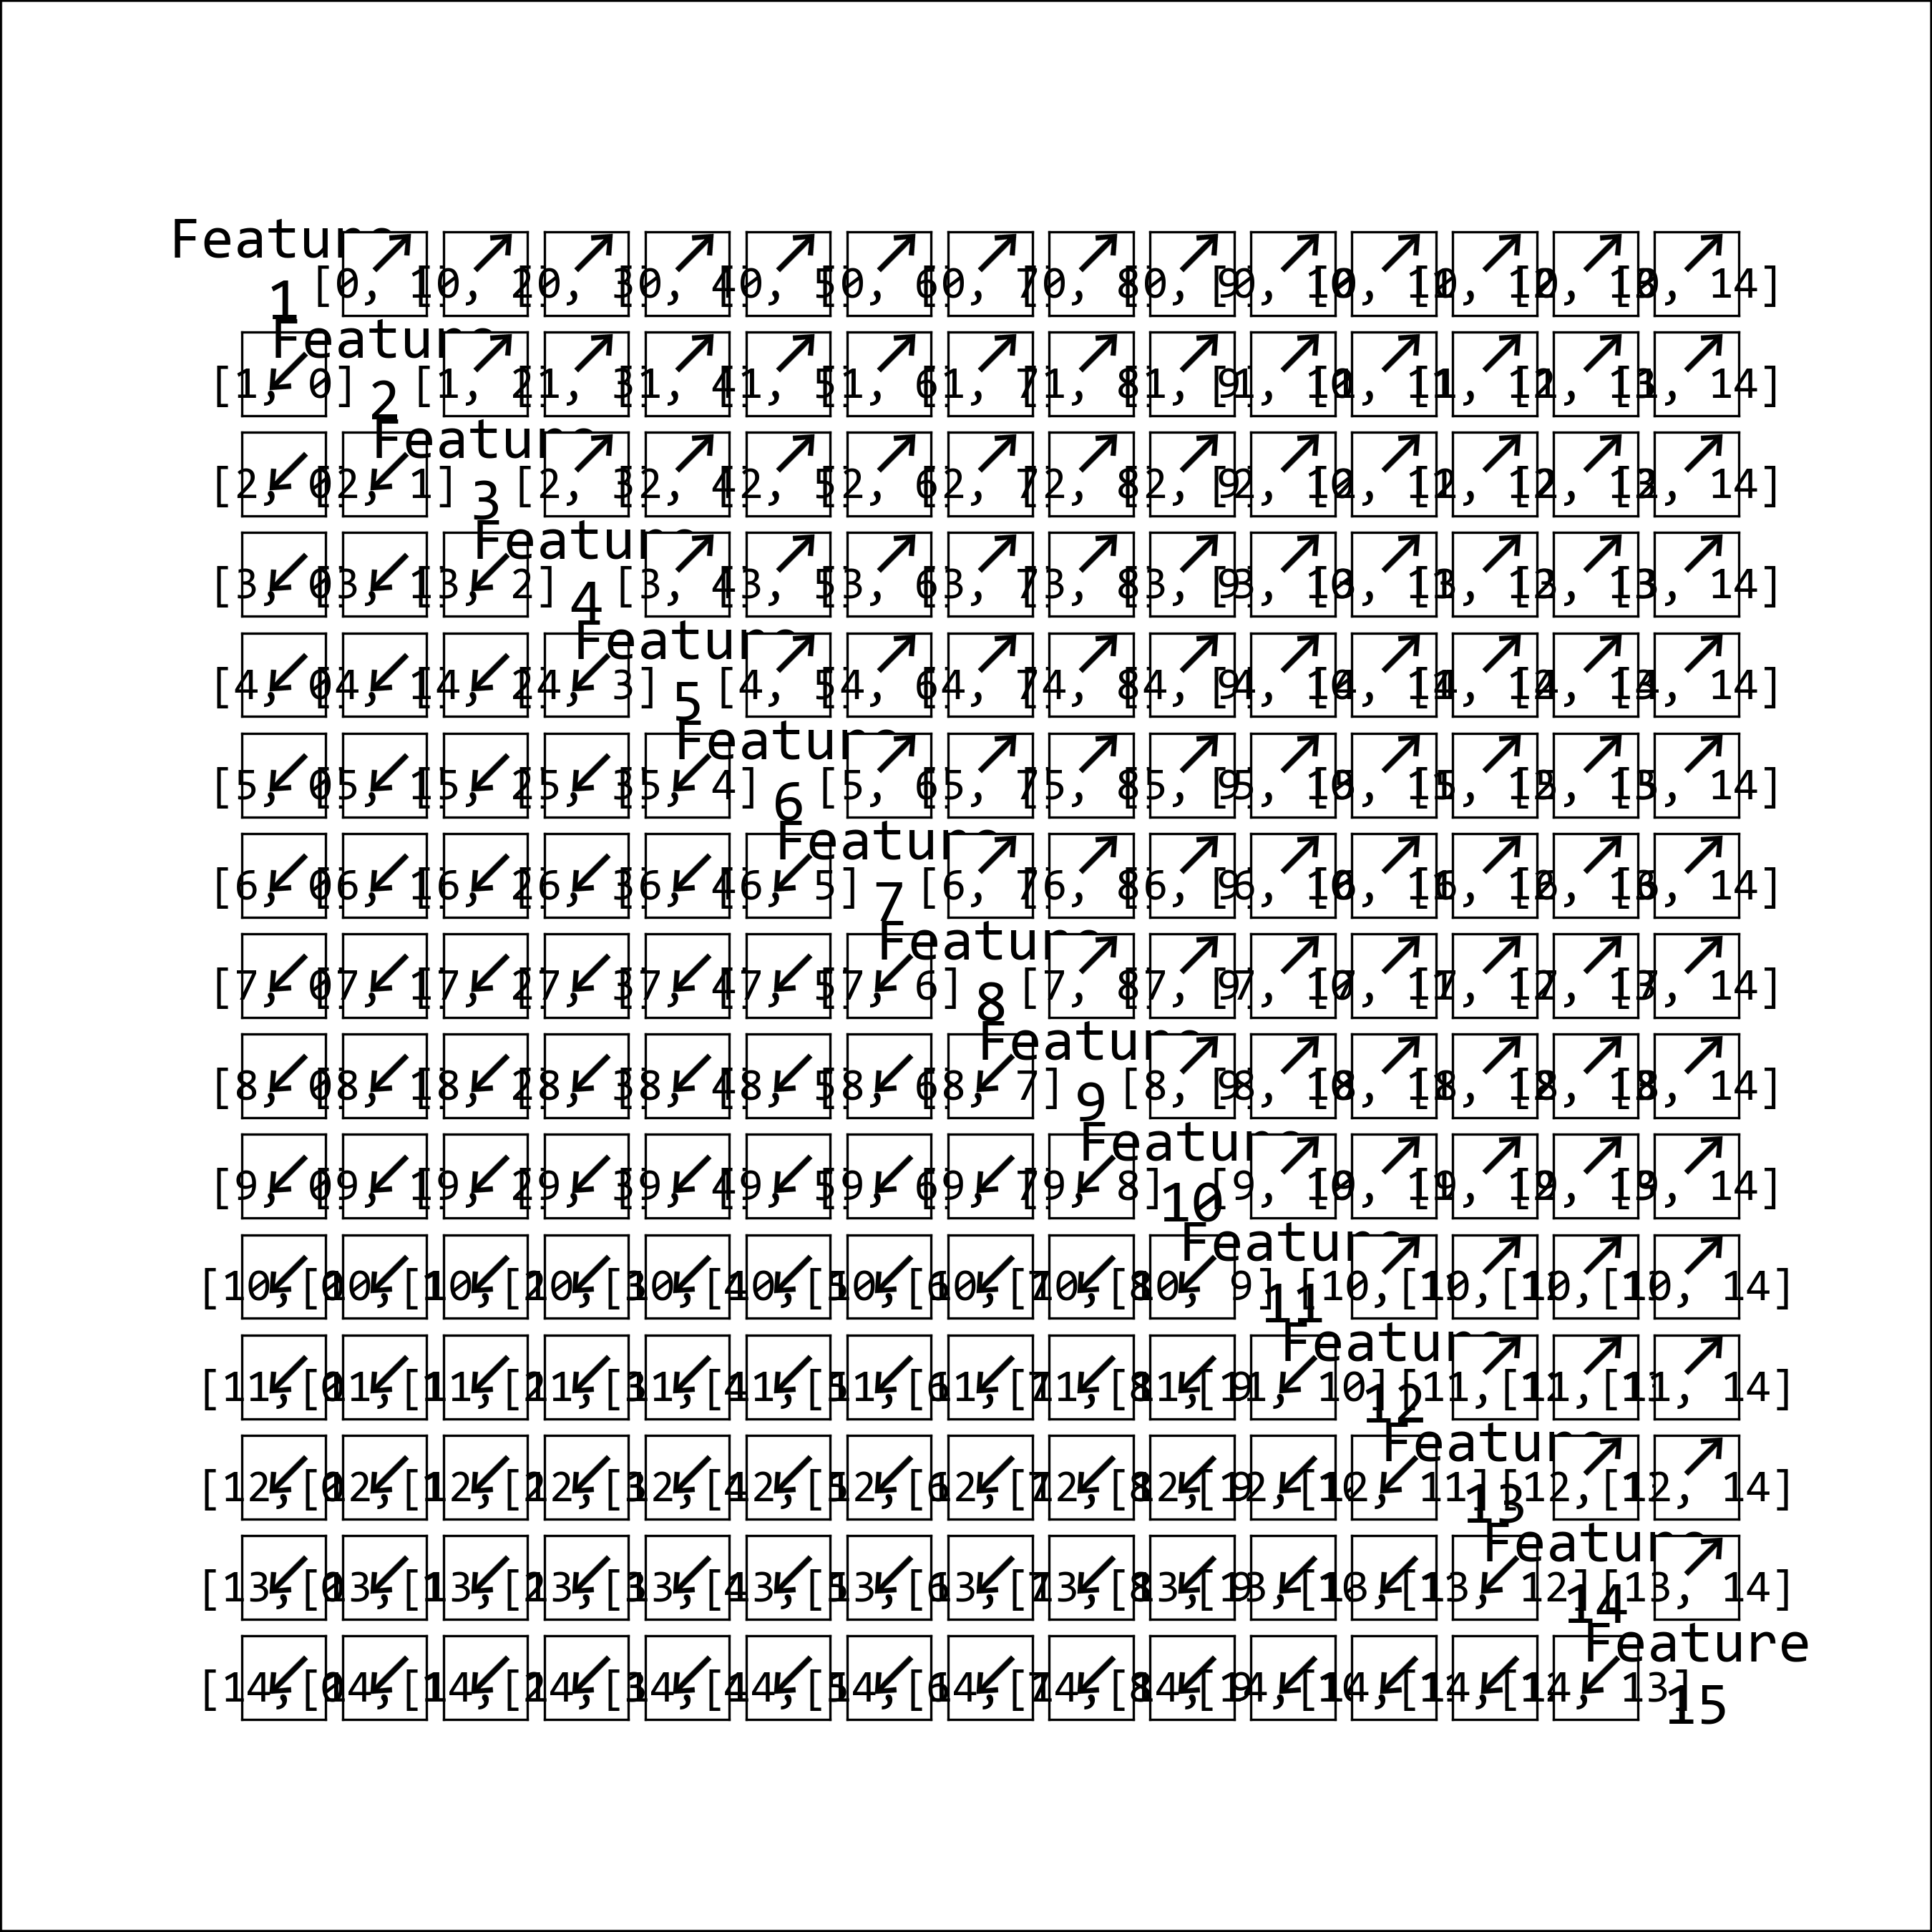 Feature
1 [0, 1] [0, 2] [0, 3] [0, 4] [0, 5] [0, 6] [0, 7] [0, 8] [0, 9] [0, 10] [0, 11] [0, 12] [0, 13] [0, 14]
Feature
[1, 0] 2 [1, 2] [1, 3] [1, 4] [1, 5] [1, 6] [1, 7] [1, 8] [1, 9] [1, 10] [1, 11] [1, 12] [1, 13] [1, 14]
Feature
[2, 0] [2, 1] 3 [2, 3] [2, 4] [2, 5] [2, 6] [2, 7] [2, 8] [2, 9] [2, 10] [2, 11] [2, 12] [2, 13] [2, 14]
Feature
[3, 0] [3, 1] [3, 2] 4 [3, 4] [3, 5] [3, 6] [3, 7] [3, 8] [3, 9] [3, 10] [3, 11] [3, 12] [3, 13] [3, 14]
Feature
[4, 0] [4, 1] [4, 2] [4, 3] 5 [4, 5] [4, 6] [4, 7] [4, 8] [4, 9] [4, 10] [4, 11] [4, 12] [4, 13] [4, 14]
Feature
[5, 0] [5, 1] [5, 2] [5, 3] [5, 4] 6 [5, 6] [5, 7] [5, 8] [5, 9] [5, 10] [5, 11] [5, 12] [5, 13] [5, 14]
Feature
[6, 0] [6, 1] [6, 2] [6, 3] [6, 4] [6, 5] 7 [6, 7] [6, 8] [6, 9] [6, 10] [6, 11] [6, 12] [6, 13] [6, 14]
Feature
[7, 0] [7, 1] [7, 2] [7, 3] [7, 4] [7, 5] [7, 6] 8 [7, 8] [7, 9] [7, 10] [7, 11] [7, 12] [7, 13] [7, 14]
Feature
[8, 0] [8, 1] [8, 2] [8, 3] [8, 4] [8, 5] [8, 6] [8, 7] 9 [8, 9] [8, 10] [8, 11] [8, 12] [8, 13] [8, 14]
Feature
[9, 0] [9, 1] [9, 2] [9, 3] [9, 4] [9, 5] [9, 6] [9, 7] [9, 8] 10 [9, 10] [9, 11] [9, 12] [9, 13] [9, 14]
Feature
[10, 0] [10, 1] [10, 2] [10, 3] [10, 4] [10, 5] [10, 6] [10, 7] [10, 8] [10, 9] 11 [10, 11] [10, 12] [10, 13] [10, 14]
Feature
[11, 0] [11, 1] [11, 2] [11, 3] [11, 4] [11, 5] [11, 6] [11, 7] [11, 8] [11, 9] [11, 10] 12 [11, 12] [11, 13] [11, 14]
Feature
[12, 0] [12, 1] [12, 2] [12, 3] [12, 4] [12, 5] [12, 6] [12, 7] [12, 8] [12, 9] [12, 10] [12, 11] 13 [12, 13] [12, 14]
Feature
[13, 0] [13, 1] [13, 2] [13, 3] [13, 4] [13, 5] [13, 6] [13, 7] [13, 8] [13, 9] [13, 10] [13, 11] [13, 12] 14 [13, 14]
Feature
[14, 0] [14, 1] [14, 2] [14, 3] [14, 4] [14, 5] [14, 6] [14, 7] [14, 8] [14, 9] [14, 10] [14, 11] [14, 12] [14, 13] 15